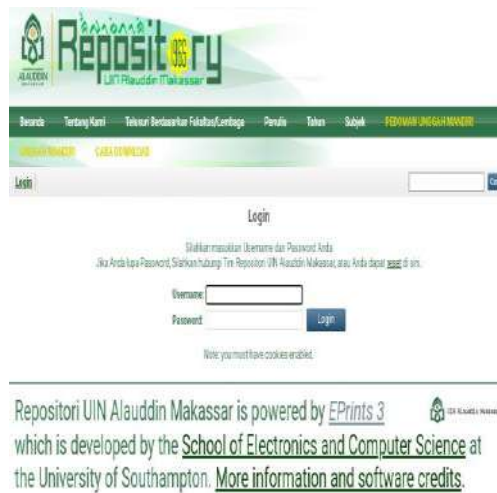 ALAUDDIN
Repository
1965
UIN Alauddin Makassar
Beranda Tentang Kami Telusuri Berdasarkan Fakultas/Lembaga Penulis Tahun Subjek PEDOMAN UNGGAH MANDIRI
UNGGAH MANDIRI CARA DOWNLOAD
Login
Login
Silahkan masukkan Username dan Password Anda.
Jika Anda lupa Password, Silahkan hubungi Tim Repositori UIN Alauddin Makassar, atau Anda dapat reset di sini.
Username:
Password:
Login
Note: you must have cookies enabled.
Repositori UIN Alauddin Makassar is powered by EPrints 3
which is developed by the School of Electronics and Computer Science at
the University of Southampton. More information and software credits.